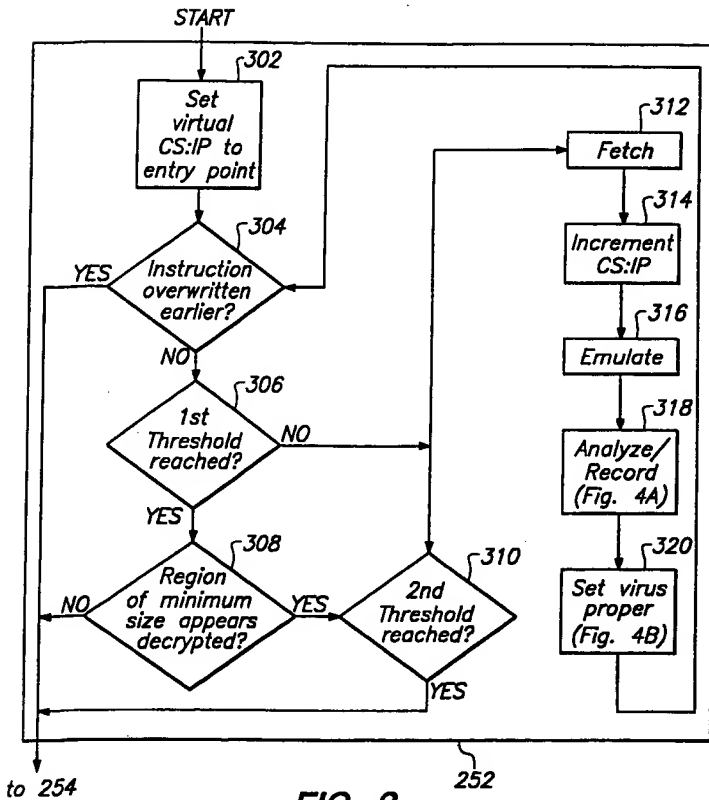 START
302
Set
virtual
CS:IP to
entry point
304
YES
Instruction
overwritten
earlier?
NO
306
1st
Threshold
reached?
NO
YES
308
NO
Region
of minimum
size appears
decrypted?
YES
310
2nd
Threshold
reached?
YES
312
Fetch
314
Increment
CS:IP
316
Emulate
318
Analyze/
Record
(Fig. 4A)
320
Set virus
proper
(Fig. 4B)
252
to 254